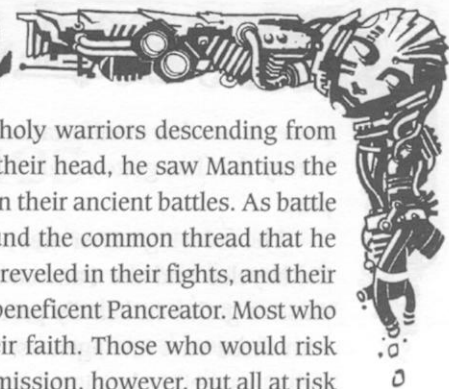 holy warriors descending from
their head, he saw Mantius the
n their ancient battles. As battle
und the common thread that he
reveled in their fights, and their
beneficent Pancreator. Most who
eir faith. Those who would risk
mission, however, put all at risk